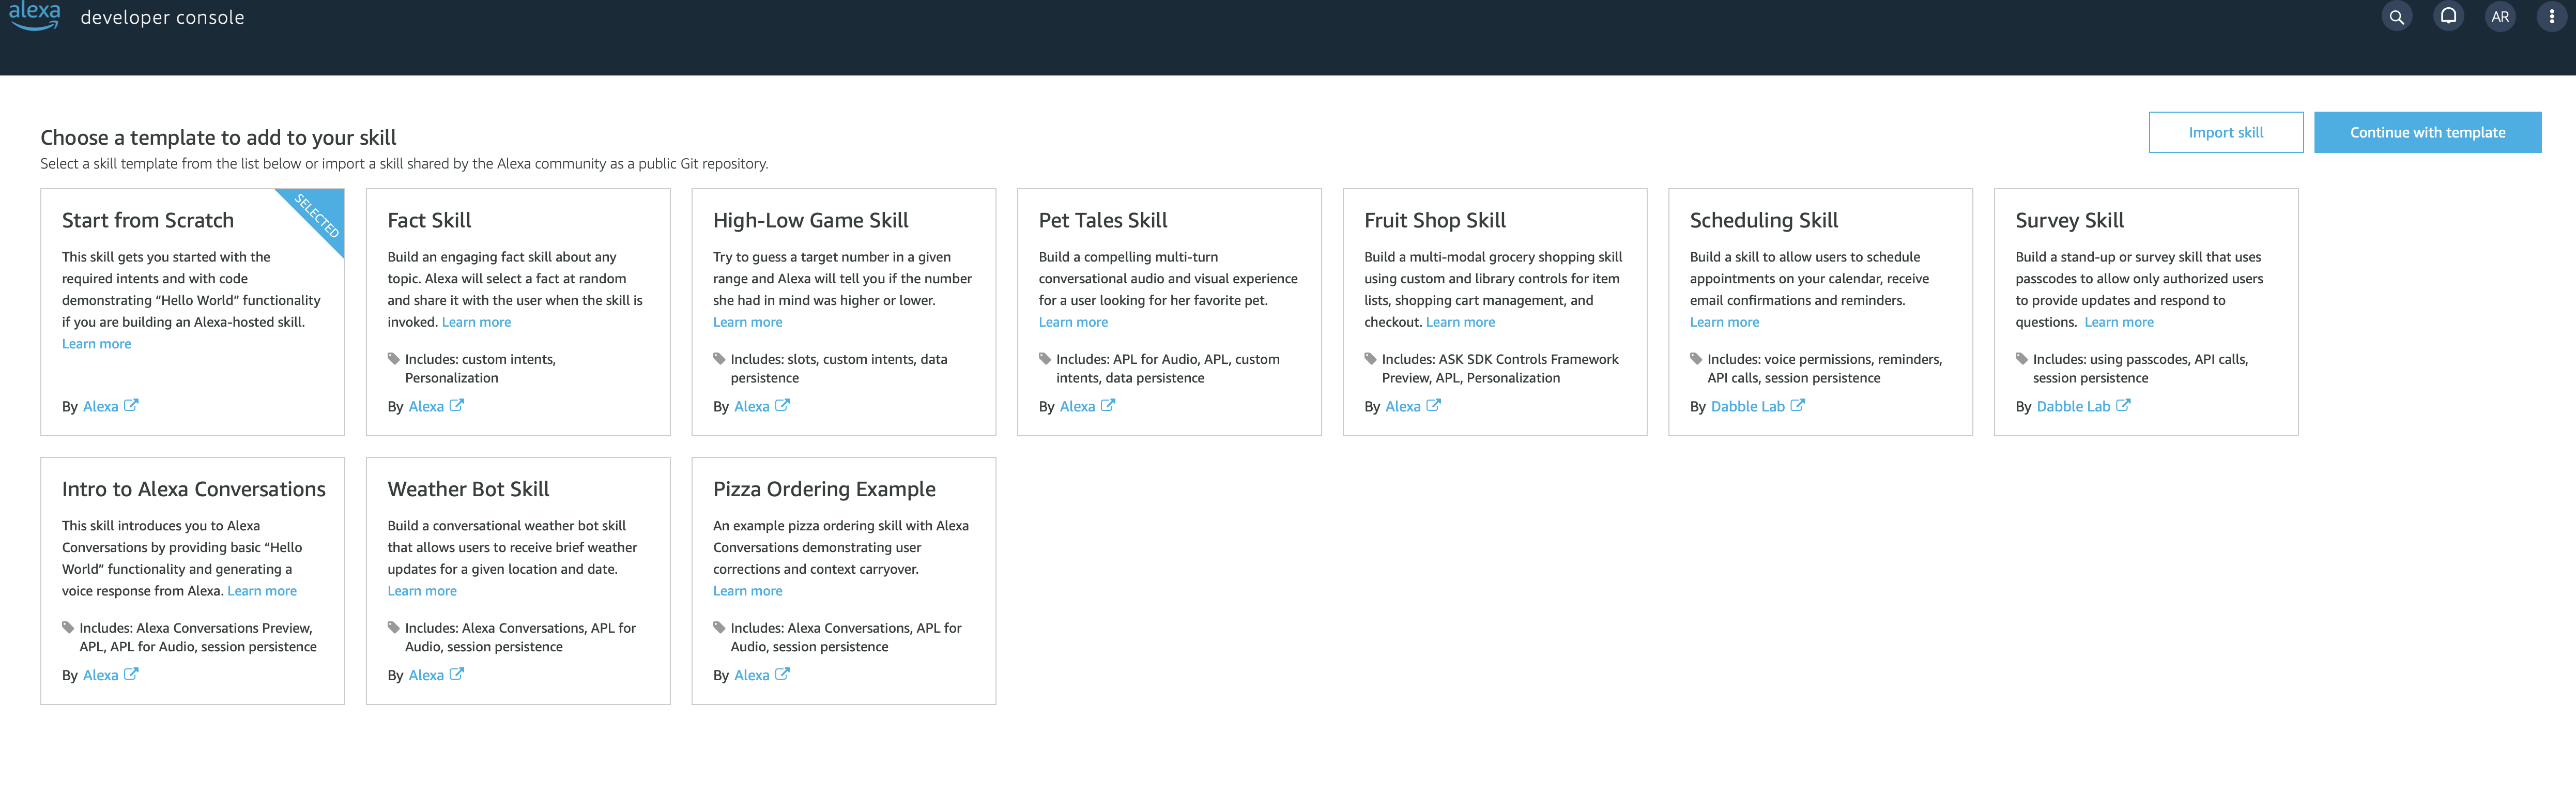 alexa developer console
AR
Choose a template to add to your skill
Select a skill template from the list below or import a skill shared by the Alexa community as a public Git repository.
Import skill
Continue with template
Start from Scratch
SELECTED
This skill gets you started with the
required intents and with code
demonstrating “Hello World” functionality
if you are building an Alexa-hosted skill.
Learn more
By Alexa
Fact Skill
Build an engaging fact skill about any
topic. Alexa will select a fact at random
and share it with the user when the skill is
invoked. Learn more
Includes: custom intents,
Personalization
By Alexa
High-Low Game Skill
Try to guess a target number in a given
range and Alexa will tell you if the number
she had in mind was higher or lower.
Learn more
Includes: slots, custom intents, data
persistence
By Alexa
Pet Tales Skill
Build a compelling multi-turn
conversational audio and visual experience
for a user looking for her favorite pet.
Learn more
Includes: APL for Audio, APL, custom
intents, data persistence
By Alexa
Fruit Shop Skill
Build a multi-modal grocery shopping skill
using custom and library controls for item
lists, shopping cart management, and
checkout. Learn more
Includes: ASK SDK Controls Framework
Preview, APL, Personalization
By Alexa
Scheduling Skill
Build a skill to allow users to schedule
appointments on your calendar, receive
email confirmations and reminders.
Learn more
Includes: voice permissions, reminders,
API calls, session persistence
By Dabble Lab
Survey Skill
Build a stand-up or survey skill that uses
passcodes to allow only authorized users
to provide updates and respond to
questions. Learn more
Includes: using passcodes, API calls,
session persistence
By Dabble Lab
Intro to Alexa Conversations
This skill introduces you to Alexa
Conversations by providing basic “Hello
World” functionality and generating a
voice response from Alexa. Learn more
Includes: Alexa Conversations Preview,
APL, APL for Audio, session persistence
By Alexa
Weather Bot Skill
Build a conversational weather bot skill
that allows users to receive brief weather
updates for a given location and date.
Learn more
Includes: Alexa Conversations, APL for
Audio, session persistence
By Alexa
Pizza Ordering Example
An example pizza ordering skill with Alexa
Conversations demonstrating user
corrections and context carryover.
Learn more
Includes: Alexa Conversations, APL for
Audio, session persistence
By Alexa